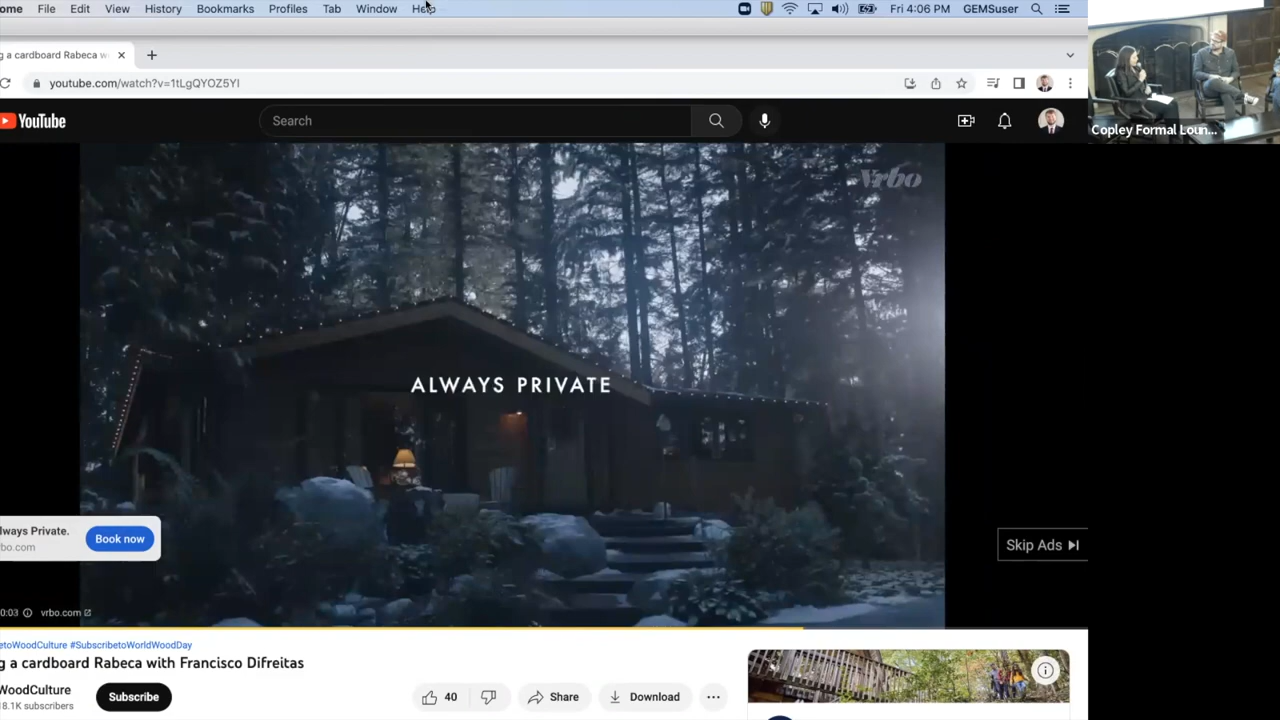 ome File Edit View History Bookmarks Profiles Tab Window Help Fri 4:06 PM GEMSuser
g a cardboard Rabeca w
youtube.com/watch?v=1tLgQYOZ5YI
YouTube Search
Copley Formal Loun...
Vrbo
ALWAYS PRIVATE
lways Private.
rbo.com
Book now
Skip Ads
0:03 vrbo.com
etoWoodCulture #SubscribetoWorldWoodDay
g a cardboard Rabeca with Francisco Difreitas
WoodCulture
18.1K subscribers
Subscribe
40 Share Download